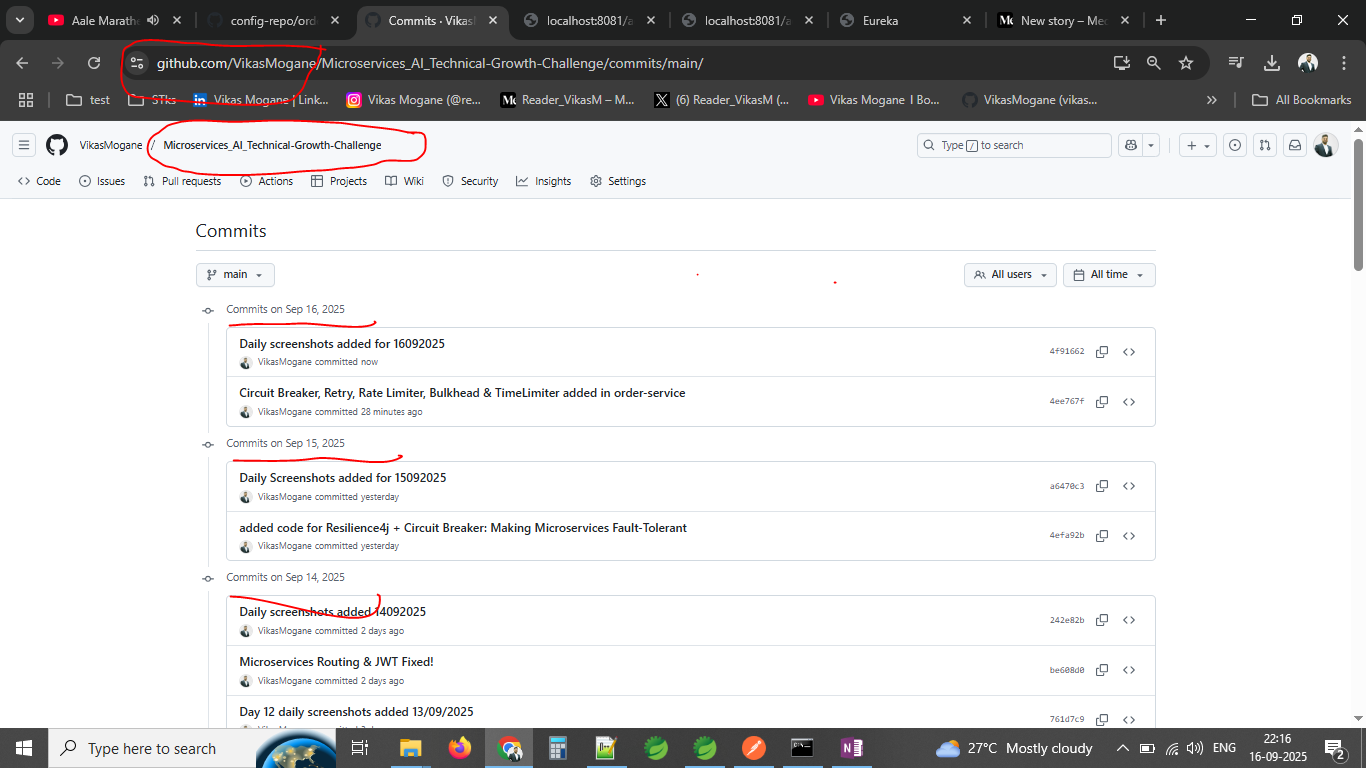 Aale Marathe
config-repo/ord
Commits · Vikas
localhost:8081/a
localhost:8081/a
Eureka
M New story – Med
github.com/VikasMogane/Microservices_AI_Technical-Growth-Challenge/commits/main/
test
STks
in Vikas Mogane | Link...
Vikas Mogane (@re...
Reader_VikasM – M...
X (6) Reader_VikasM (...
Vikas Mogane I Bo...
VikasMogane (vikas...
»
All Bookmarks
VikasMogane / Microservices_AI_Technical-Growth-Challenge
Type / to search
Code
Issues
Pull requests
Actions
Projects
Wiki
Security
Insights
Settings
Commits
main
All users
All time
Commits on Sep 16, 2025
Daily screenshots added for 16092025
VikasMogane committed now
4f91662
Circuit Breaker, Retry, Rate Limiter, Bulkhead & TimeLimiter added in order-service
VikasMogane committed 28 minutes ago
4ee767f
Commits on Sep 15, 2025
Daily Screenshots added for 15092025
VikasMogane committed yesterday
a6470c3
added code for Resilience4j + Circuit Breaker: Making Microservices Fault-Tolerant
VikasMogane committed yesterday
4efa92b
Commits on Sep 14, 2025
Daily screenshots added 14092025
VikasMogane committed 2 days ago
242e82b
Microservices Routing & JWT Fixed!
VikasMogane committed 2 days ago
be608d0
Day 12 daily screenshots added 13/09/2025
761d7c9
Type here to search
N
27°C Mostly cloudy
ENG
22:16
16-09-2025
2